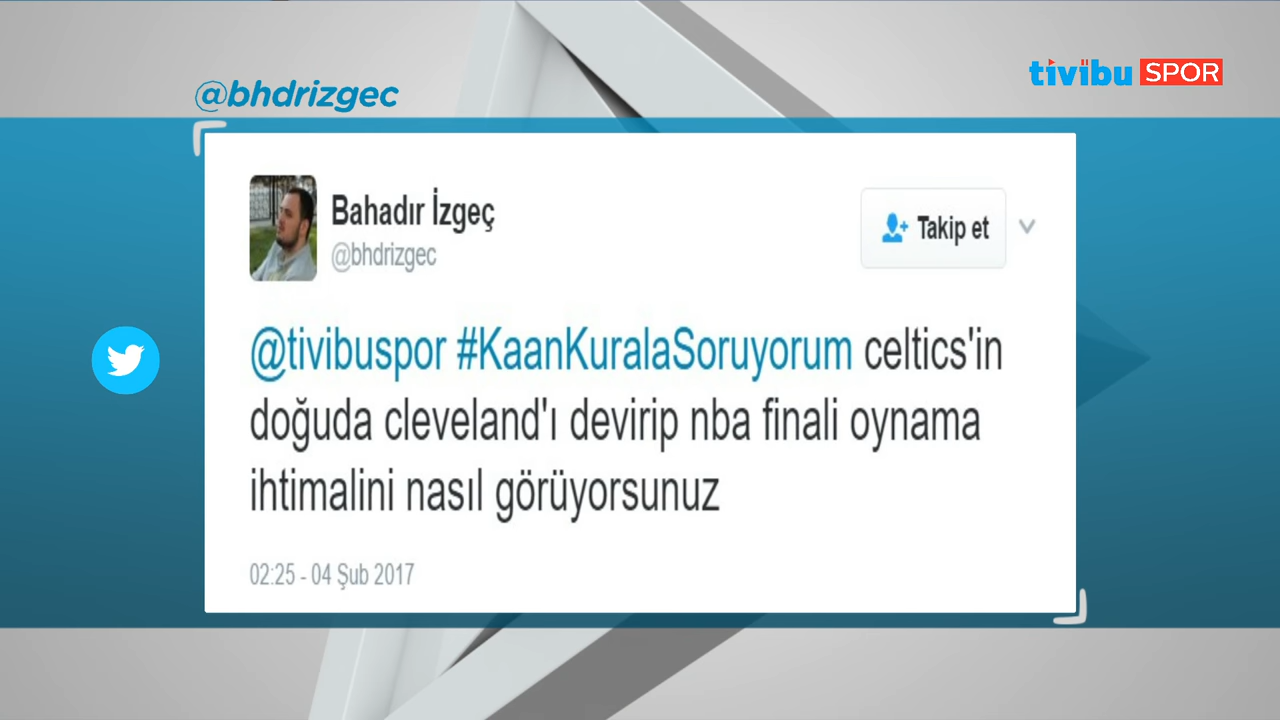 @bhdrizgec
tivibu SPOR
Bahadır İzgeç
@bhdrizgec
Takip et
@tivibuspor #KaanKuralaSoruyorum celtics'in
doğuda cleveland'ı devirip nba finali oynama
ihtimalini nasıl görüyorsunuz
02:25 - 04 Şub 2017